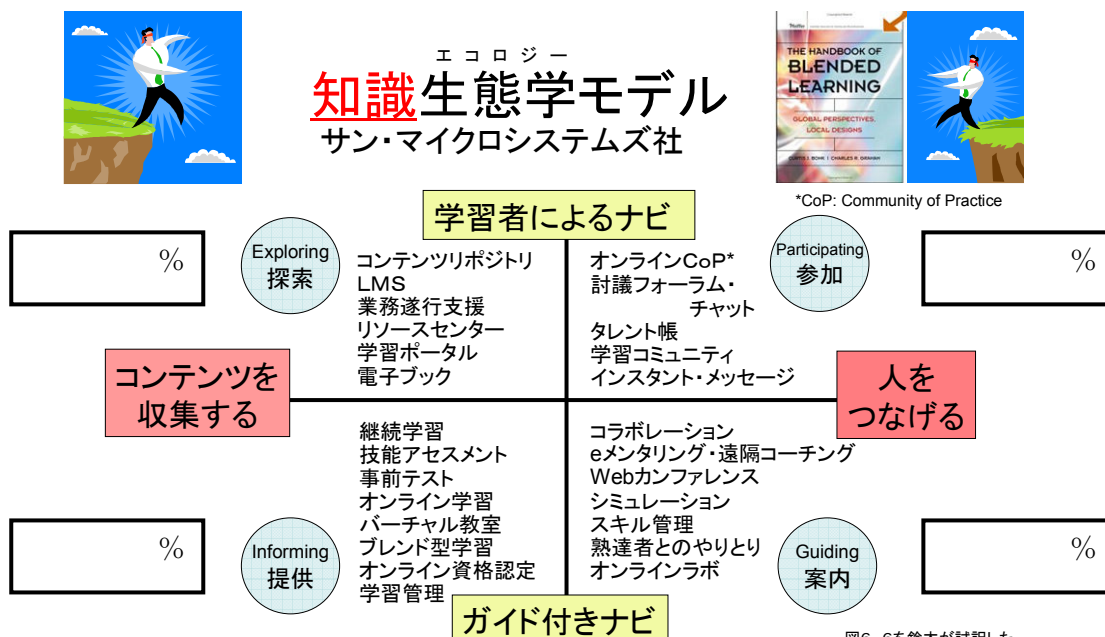 エコロジー
知識生態学モデル
サン・マイクロシステムズ社
THE HANDBOOK OF
BLENDED
LEARNING
GLOBAL PERSPECTIVES,
LOCAL DESIGNS
CURTIS J. BONK | CHARLES R. GRAHAM
*CoP: Community of Practice
学習者によるナビ
%
Exploring
探索
コンテンツリポジトリ
LMS
業務遂行支援
リソースセンター
学習ポータル
電子ブック
オンラインCoP*
討議フォーラム・
チャット
タレント帳
学習コミュニティ
インスタント・メッセージ
Participating
参加
%
コンテンツを
収集する
人を
つなげる
%
Informing
提供
継続学習
技能アセスメント
事前テスト
オンライン学習
バーチャル教室
ブレンド型学習
オンライン資格認定
学習管理
コラボレーション
eメンタリング・遠隔コーチング
Webカンファレンス
シミュレーション
スキル管理
熟達者とのやりとり
オンラインラボ
Guiding
案内
%
ガイド付きナビ